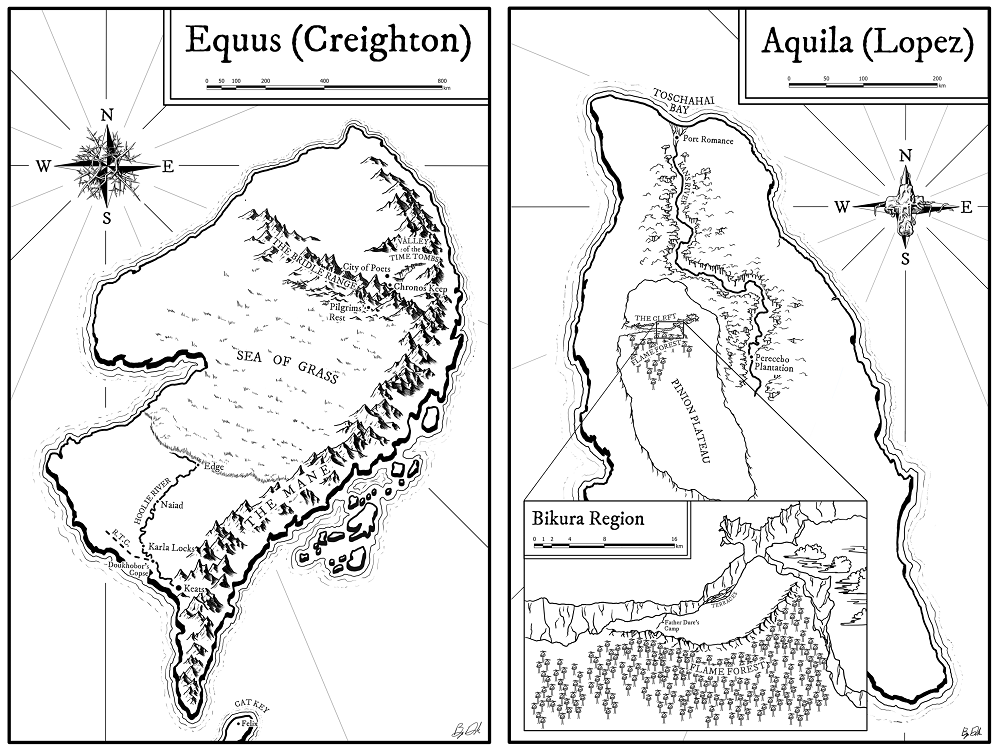 Equus (Creighton)
0 50 100 200 400 800 km
N
W E
S
THE BRIDLE RANGE
VALLEY
of the
TIME TOMBS
City of Poets
Chronos Keep
Pilgrims'
Rest
SEA OF GRASS
Edge
HOOLIE RIVER
Naiad
THE MANE
R.T.C.
Karla Locks
Doukhobor's
Copse
Keats
CAT KEY
Felix
Aquila (Lopez)
0 50 100 200 km
TOSCHAHAI
BAY
Port Romance
KANS RIVER
N
W E
S
THE CLEFT
FLAME FOREST
Perecebo
Plantation
PINION PLATEAU
Bikura Region
0 1 2 4 8 16 km
TERRACE
Father Dure's
Camp
FLAME FOREST